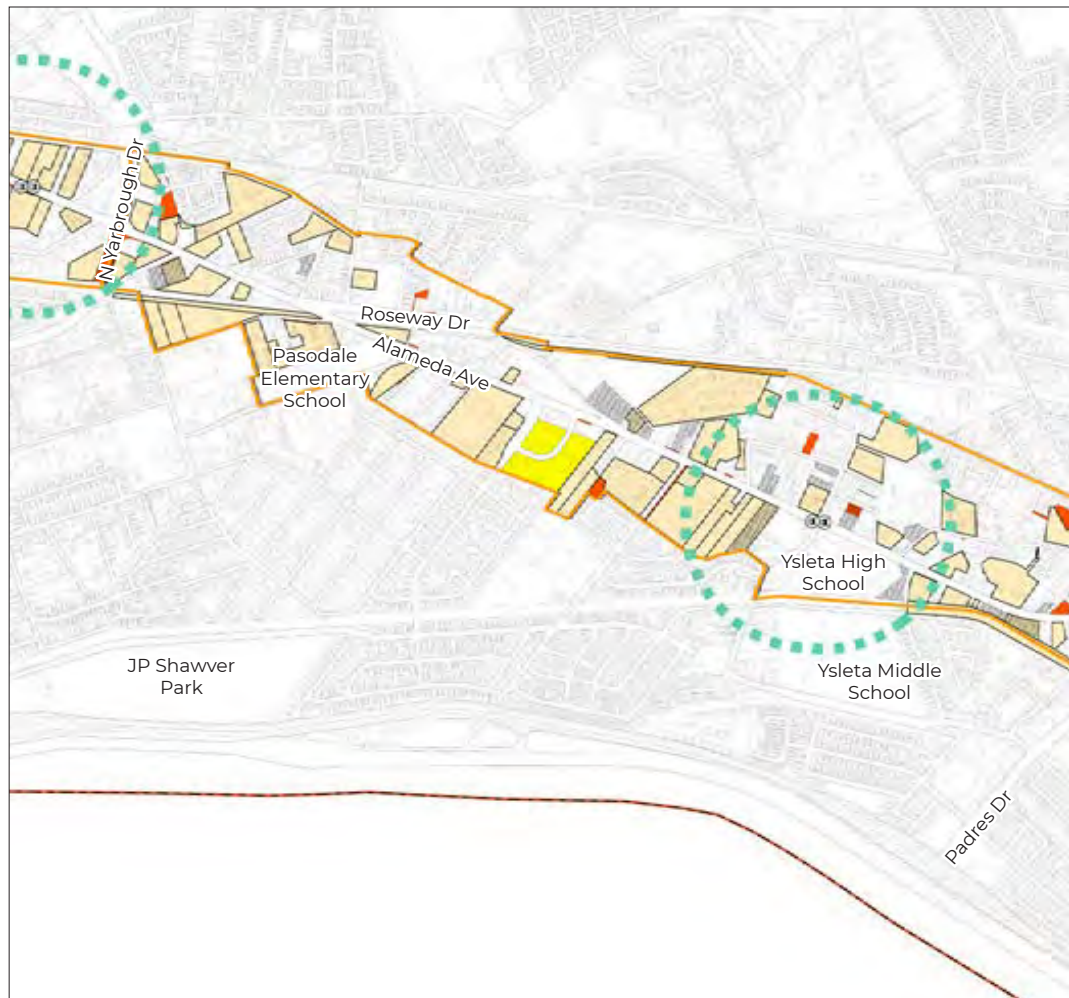 N Yarbrough Dr
Roseway Dr
Alameda Ave
Pasodale
Elementary
School
Ysleta High
School
JP Shawver
Park
Ysleta Middle
School
Padres Dr